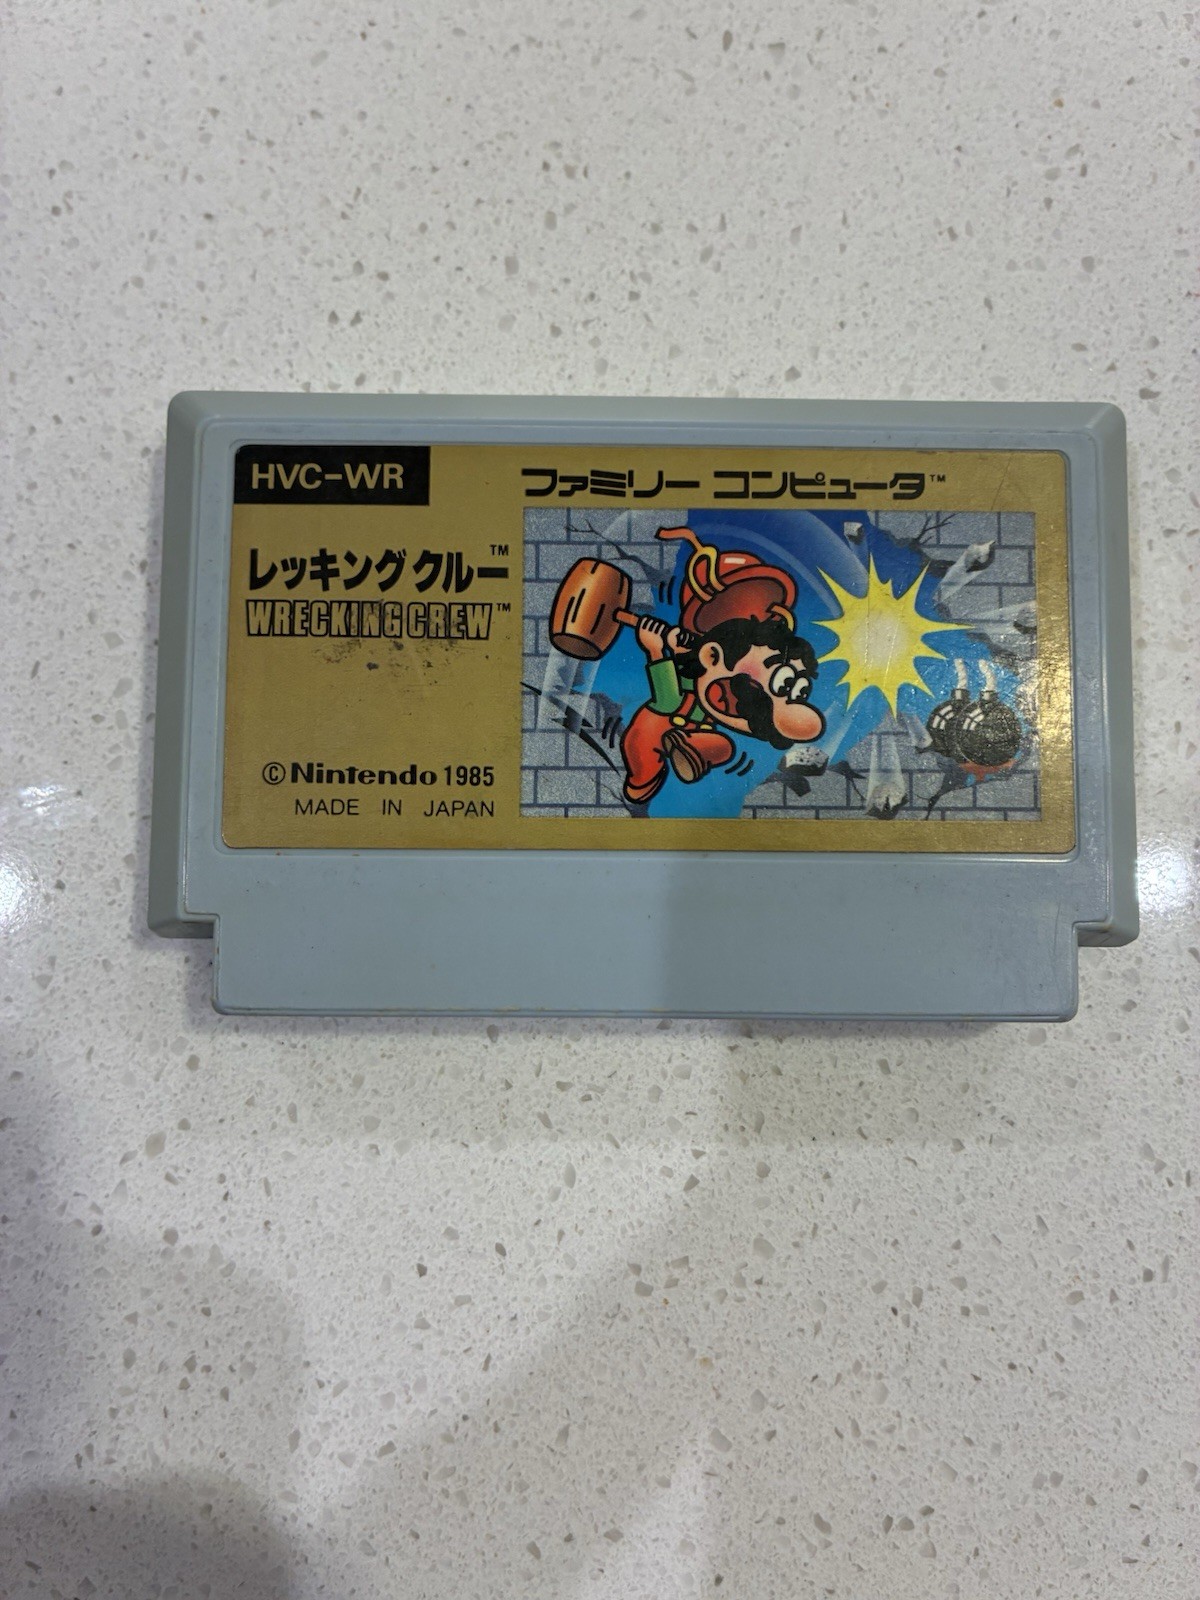 HVC-WR
ファミリー コンピュータ™
レッキングクルー™
WRECKING CREW™
©Nintendo 1985
MADE IN JAPAN